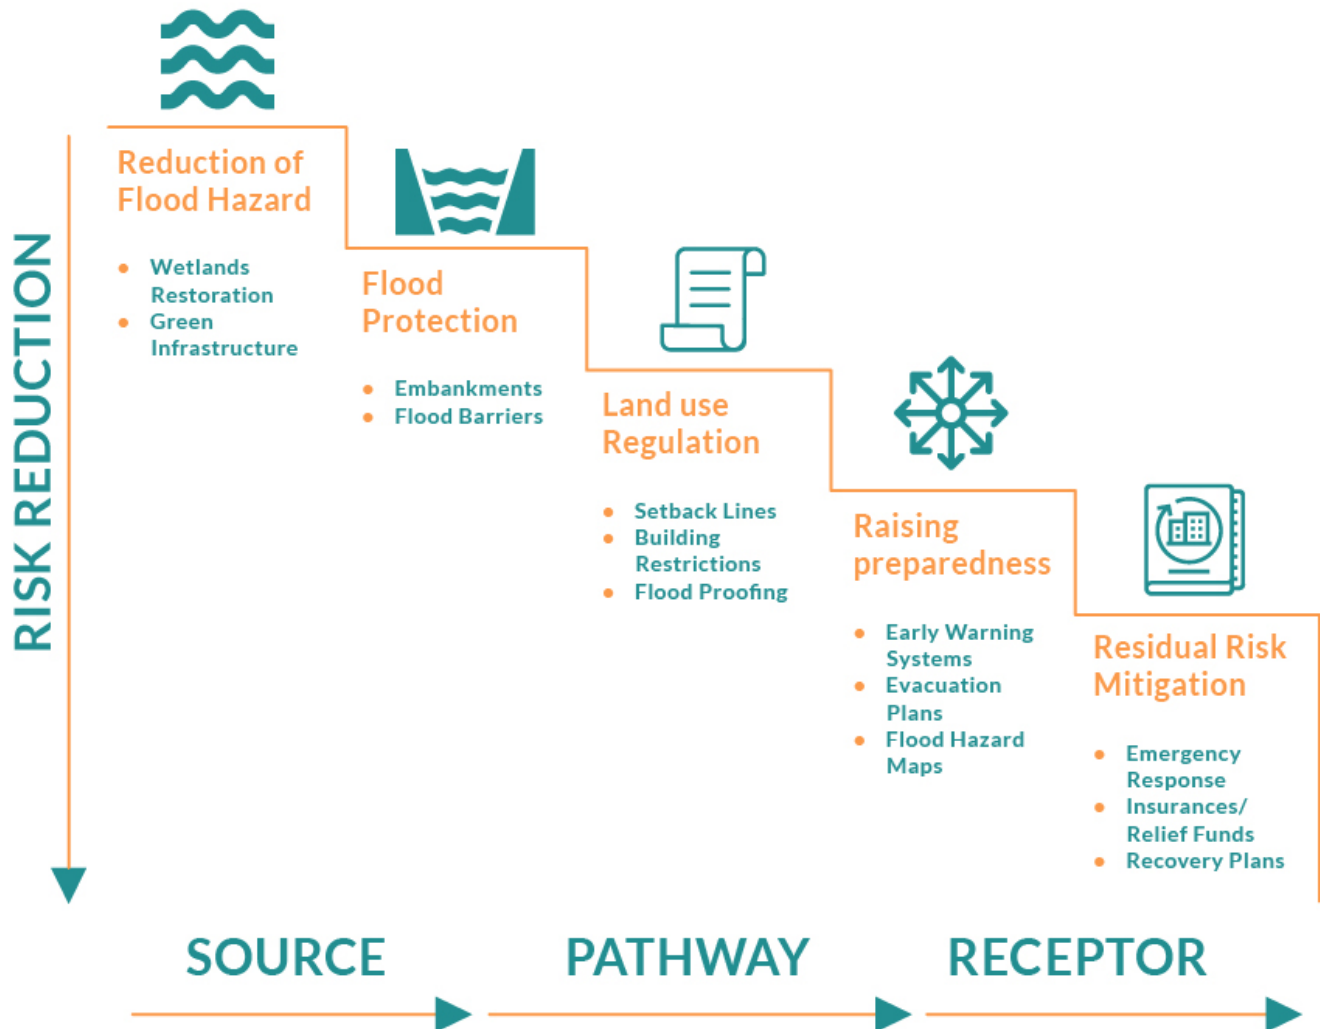 RISK REDUCTION
Reduction of
Flood Hazard
• Wetlands
Restoration
• Green
Infrastructure
Flood
Protection
• Embankments
• Flood Barriers
Land use
Regulation
• Setback Lines
• Building
Restrictions
• Flood Proofing
Raising
preparedness
• Early Warning
Systems
• Evacuation
Plans
• Flood Hazard
Maps
Residual Risk
Mitigation
• Emergency
Response
• Insurances/
Relief Funds
• Recovery Plans
SOURCE
PATHWAY
RECEPTOR